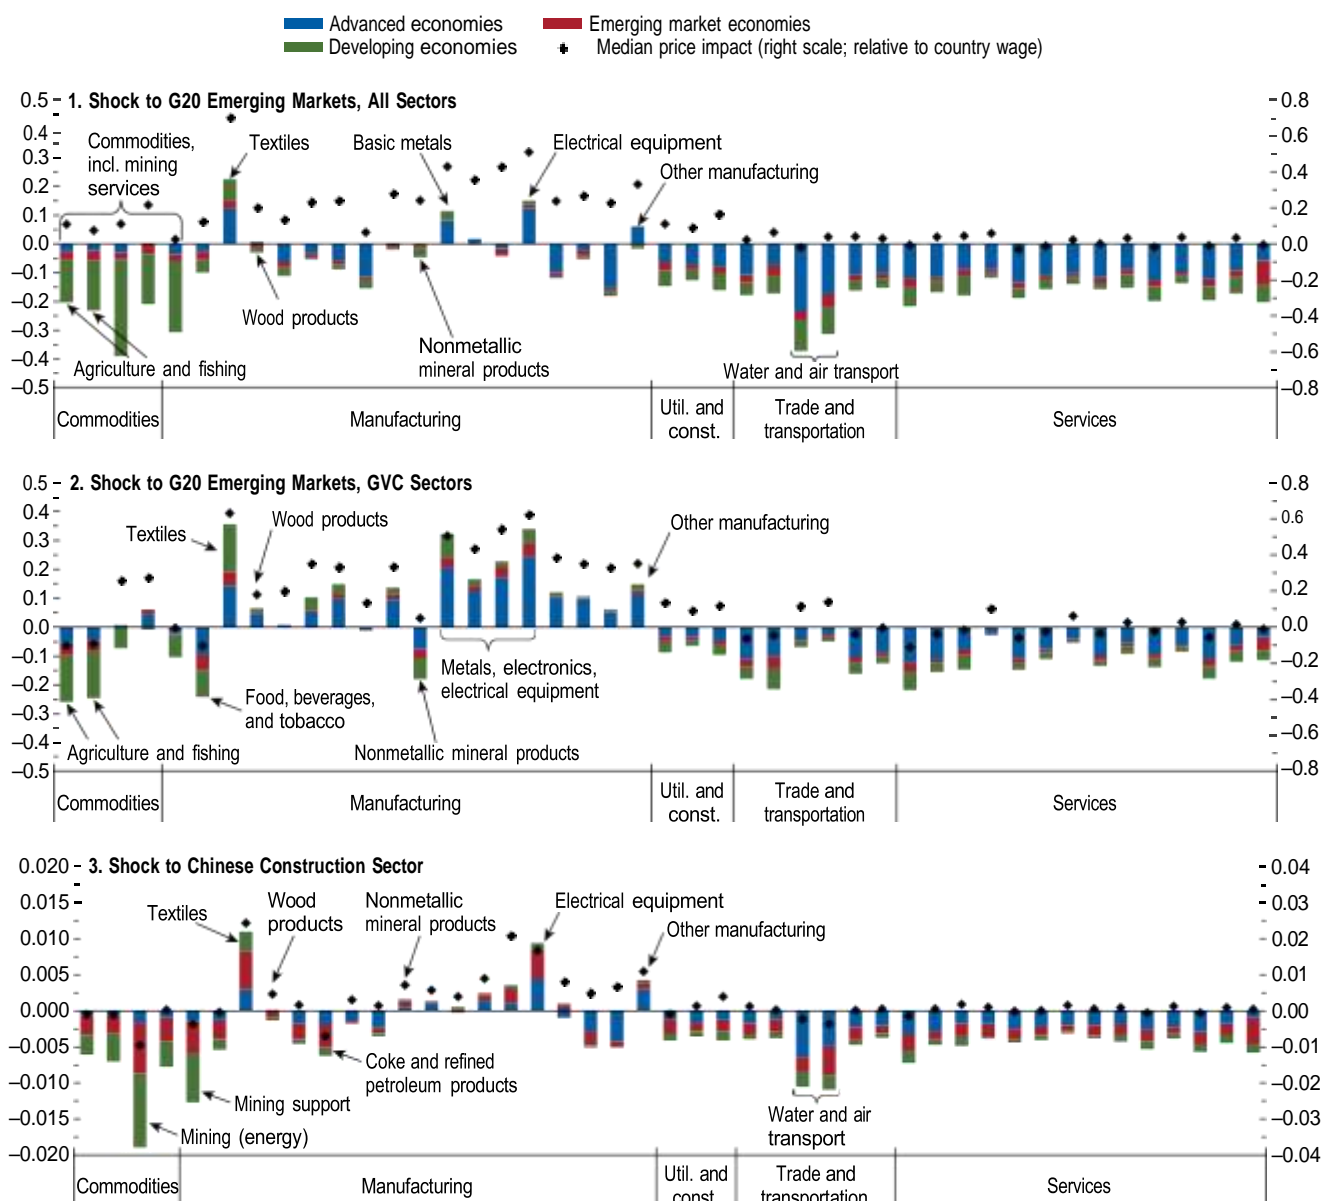 Advanced economies
Emerging market economies
Developing economies
Median price impact (right scale; relative to country wage)
1. Shock to G20 Emerging Markets, All Sectors
0.5
0.4
0.3
0.2
0.1
0.0
–0.1
–0.2
–0.3
–0.4
–0.5
0.8
0.6
0.4
0.2
0.0
–0.2
–0.4
–0.6
–0.8
Commodities,
incl. mining
services
Textiles
Basic metals
Electrical equipment
Other manufacturing
Wood products
Agriculture and fishing
Nonmetallic
mineral products
Water and air transport
Commodities
Manufacturing
Util. and
const.
Trade and
transportation
Services
2. Shock to G20 Emerging Markets, GVC Sectors
0.5
0.4
0.3
0.2
0.1
0.0
–0.1
–0.2
–0.3
–0.4
–0.5
0.8
0.6
0.4
0.2
0.0
–0.2
–0.4
–0.6
–0.8
Textiles
Wood products
Other manufacturing
Metals, electronics,
electrical equipment
Food, beverages,
and tobacco
Agriculture and fishing
Nonmetallic mineral products
Commodities
Manufacturing
Util. and
const.
Trade and
transportation
Services
3. Shock to Chinese Construction Sector
0.020
0.015
0.010
0.005
0.000
–0.005
–0.010
–0.015
–0.020
0.04
0.03
0.02
0.01
0.00
–0.01
–0.02
–0.03
–0.04
Textiles
Wood
products
Nonmetallic
mineral products
Electrical equipment
Other manufacturing
Coke and refined
petroleum products
Mining support
Mining (energy)
Water and air
transport
Commodities
Manufacturing
Util. and
const.
Trade and
transportation
Services